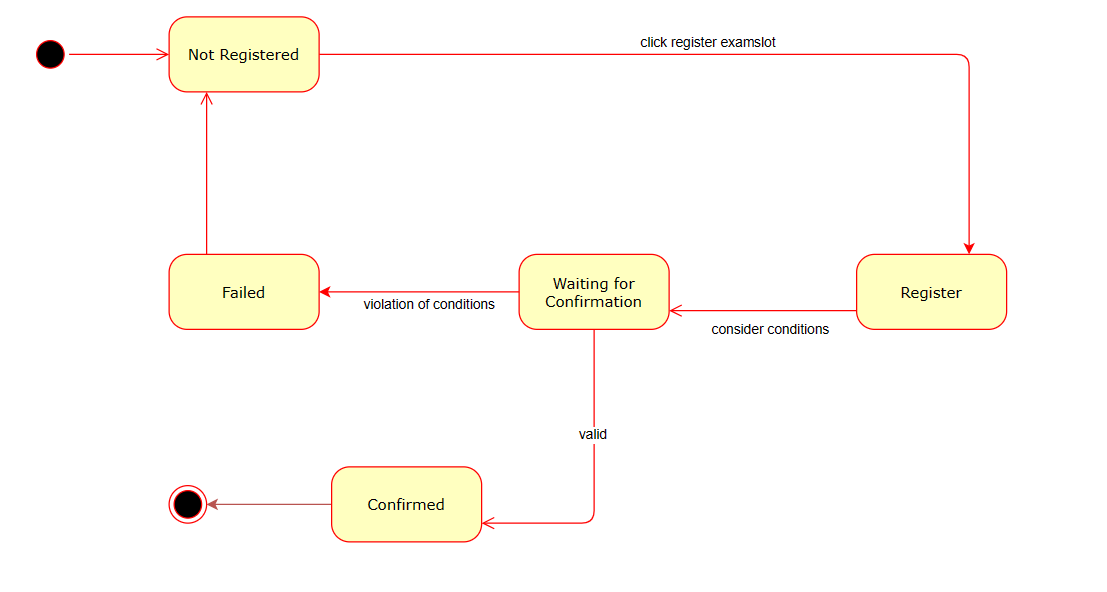 Not Registered
click register examslot
Failed
violation of conditions
Waiting for
Confirmation
consider conditions
Register
valid
Confirmed